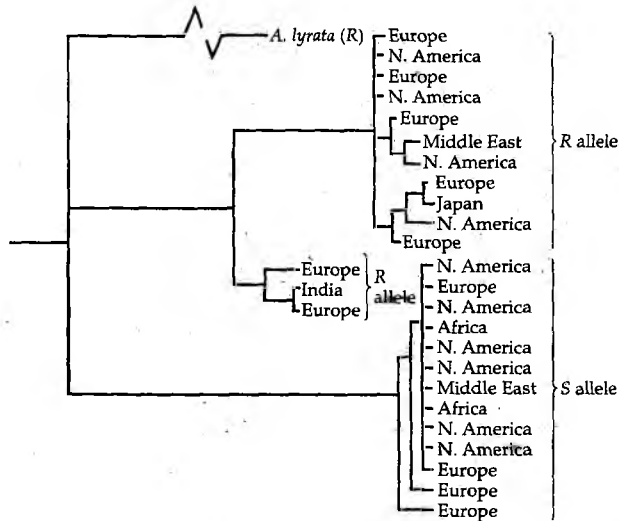 A. lyrata (R)
Europe
N. America
Europe
N. America
Europe
Middle East
N. America
Europe
Japan
N. America
Europe
R allele
Europe
India
Europe
R
allele
N. America
Europe
N. America
Africa
N. America
N. America
Middle East
Africa
N. America
N. America
Europe
Europe
Europe
S allele